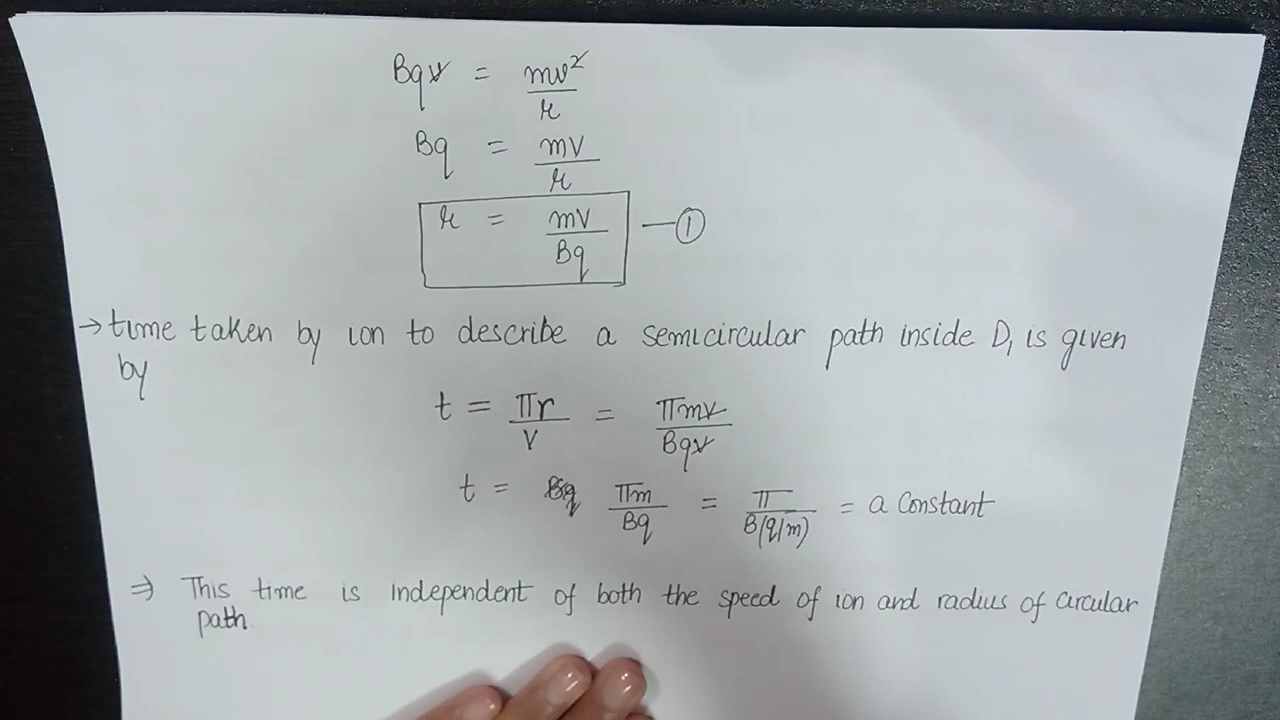 Bqv = mv²/r
Bq = mv/r
r = mv/Bq —①
→ time taken by ion to describe a semicircular path inside D₁ is given
by
t = πr/v = πmv/Bqv
t = πm/Bq = π/B(q/m) = a constant
⇒ This time is independent of both the speed of ion and radius of circular
path